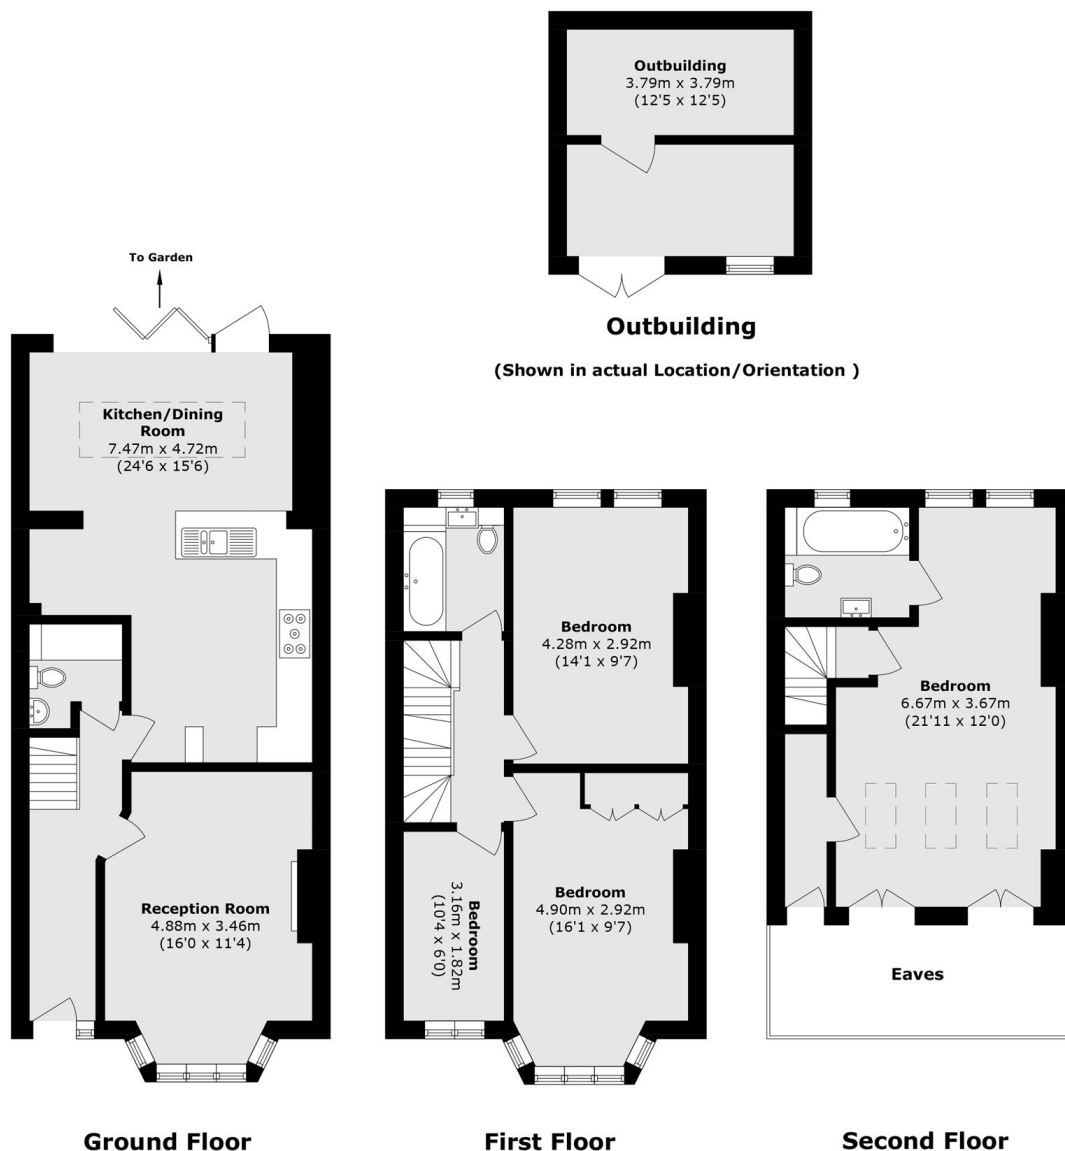 Outbuilding
3.79m x 3.79m
(12'5 x 12'5)
Outbuilding
(Shown in actual Location/Orientation )
To Garden
Kitchen/Dining
Room
7.47m x 4.72m
(24'6 x 15'6)
Reception Room
4.88m x 3.46m
(16'0 x 11'4)
Ground Floor
Bedroom
4.28m x 2.92m
(14'1 x 9'7)
Bedroom
4.90m x 2.92m
(16'1 x 9'7)
Bedroom
3.16m x 1.82m
(10'4 x 6'0)
First Floor
Bedroom
6.67m x 3.67m
(21'11 x 12'0)
Eaves
Second Floor